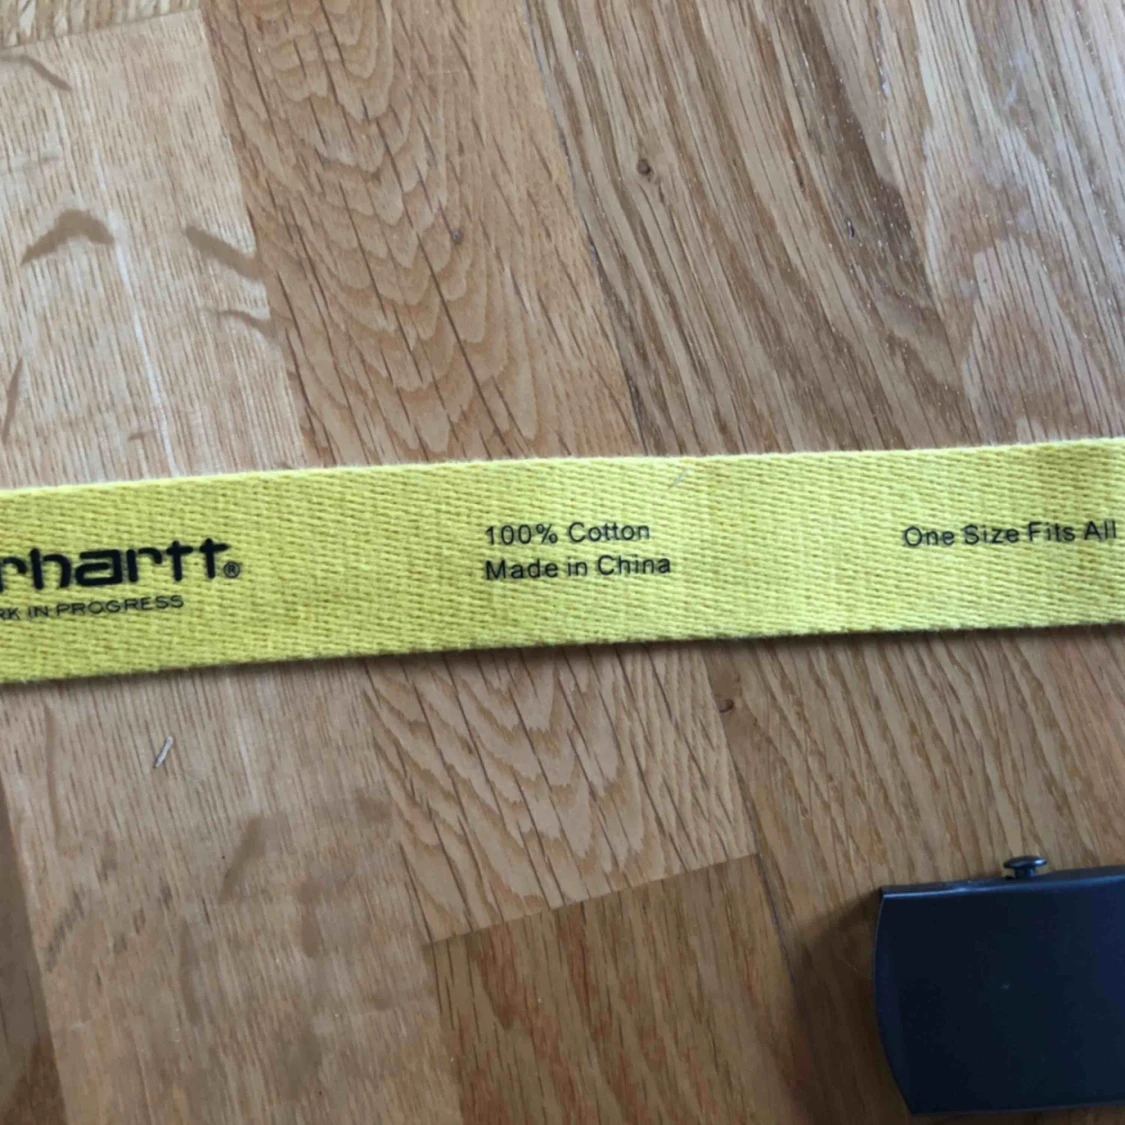 rhartt®
RK IN PROGRESS
100% Cotton
Made in China
One Size Fits All